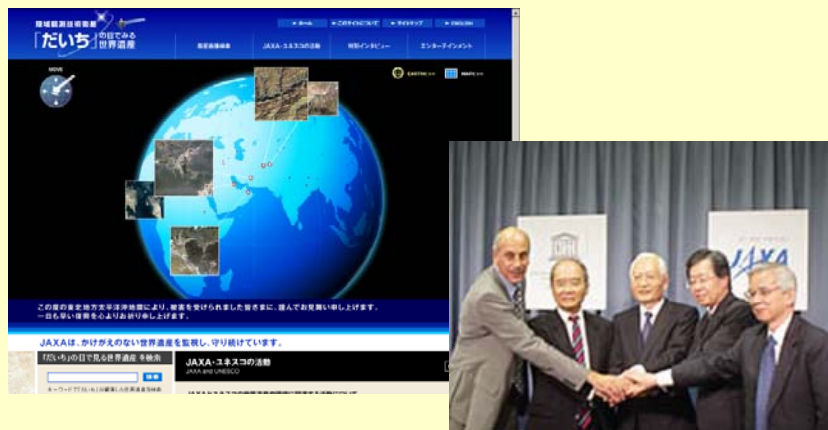 陸域観測技術衛星
「だいち」の目でみる
世界遺産
▶ホーム
▶このサイトについて
▶サイトマップ
▶ENGLISH
衛星画像検索
JAXA・ユネスコの活動
特別インタビュー
エンターテインメント
MOVE
EARTH
MAPS
この度の東北地方太平洋沖地震により、被害を受けられました皆さまに、謹んでお見舞い申し上げます。
一日も早い復興を心よりお祈り申し上げます。
JAXAは、かけがえのない世界遺産を監視し、守り続けています。
「だいち」の目で見る世界遺産 を検索
検索
JAXA・ユネスコの活動
JAXA and UNESCO
JAXA